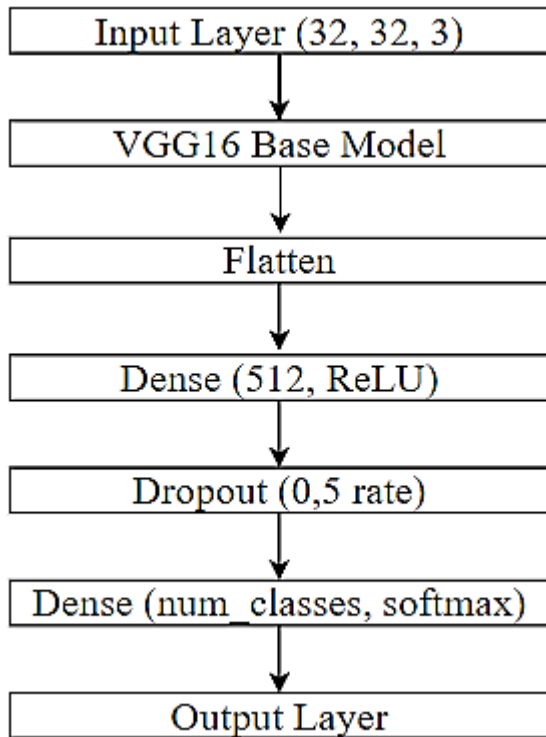 Input Layer (32, 32, 3)
VGG16 Base Model
Flatten
Dense (512, ReLU)
Dropout (0,5 rate)
Dense (num_classes, softmax)
Output Layer